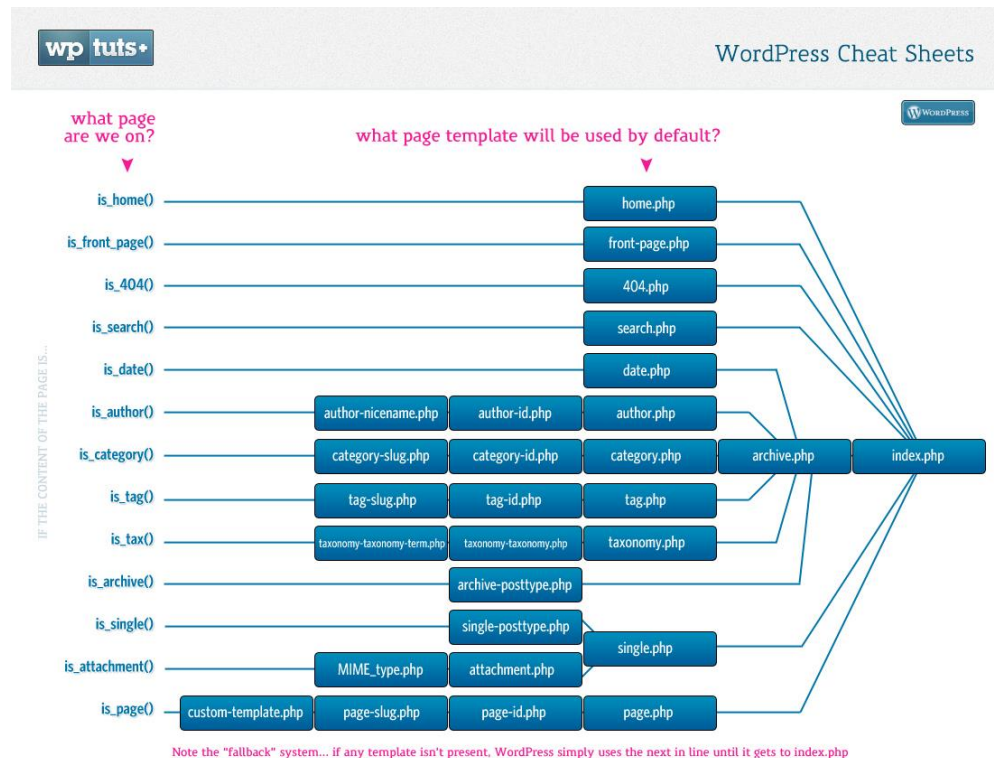 wp tuts+
WordPress Cheat Sheets
WORDPRESS
what page
are we on?
what page template will be used by default?
IF THE CONTENT OF THE PAGE IS...
is_home()
home.php
is_front_page()
front-page.php
is_404()
404.php
is_search()
search.php
is_date()
date.php
is_author()
author-nicename.php
author-id.php
author.php
is_category()
category-slug.php
category-id.php
category.php
archive.php
index.php
is_tag()
tag-slug.php
tag-id.php
tag.php
is_tax()
taxonomy-taxonomy-term.php
taxonomy-taxonomy.php
taxonomy.php
is_archive()
archive-posttype.php
is_single()
single-posttype.php
single.php
is_attachment()
MIME_type.php
attachment.php
is_page()
custom-template.php
page-slug.php
page-id.php
page.php
Note the "fallback" system... if any template isn't present, WordPress simply uses the next in line until it gets to index.php